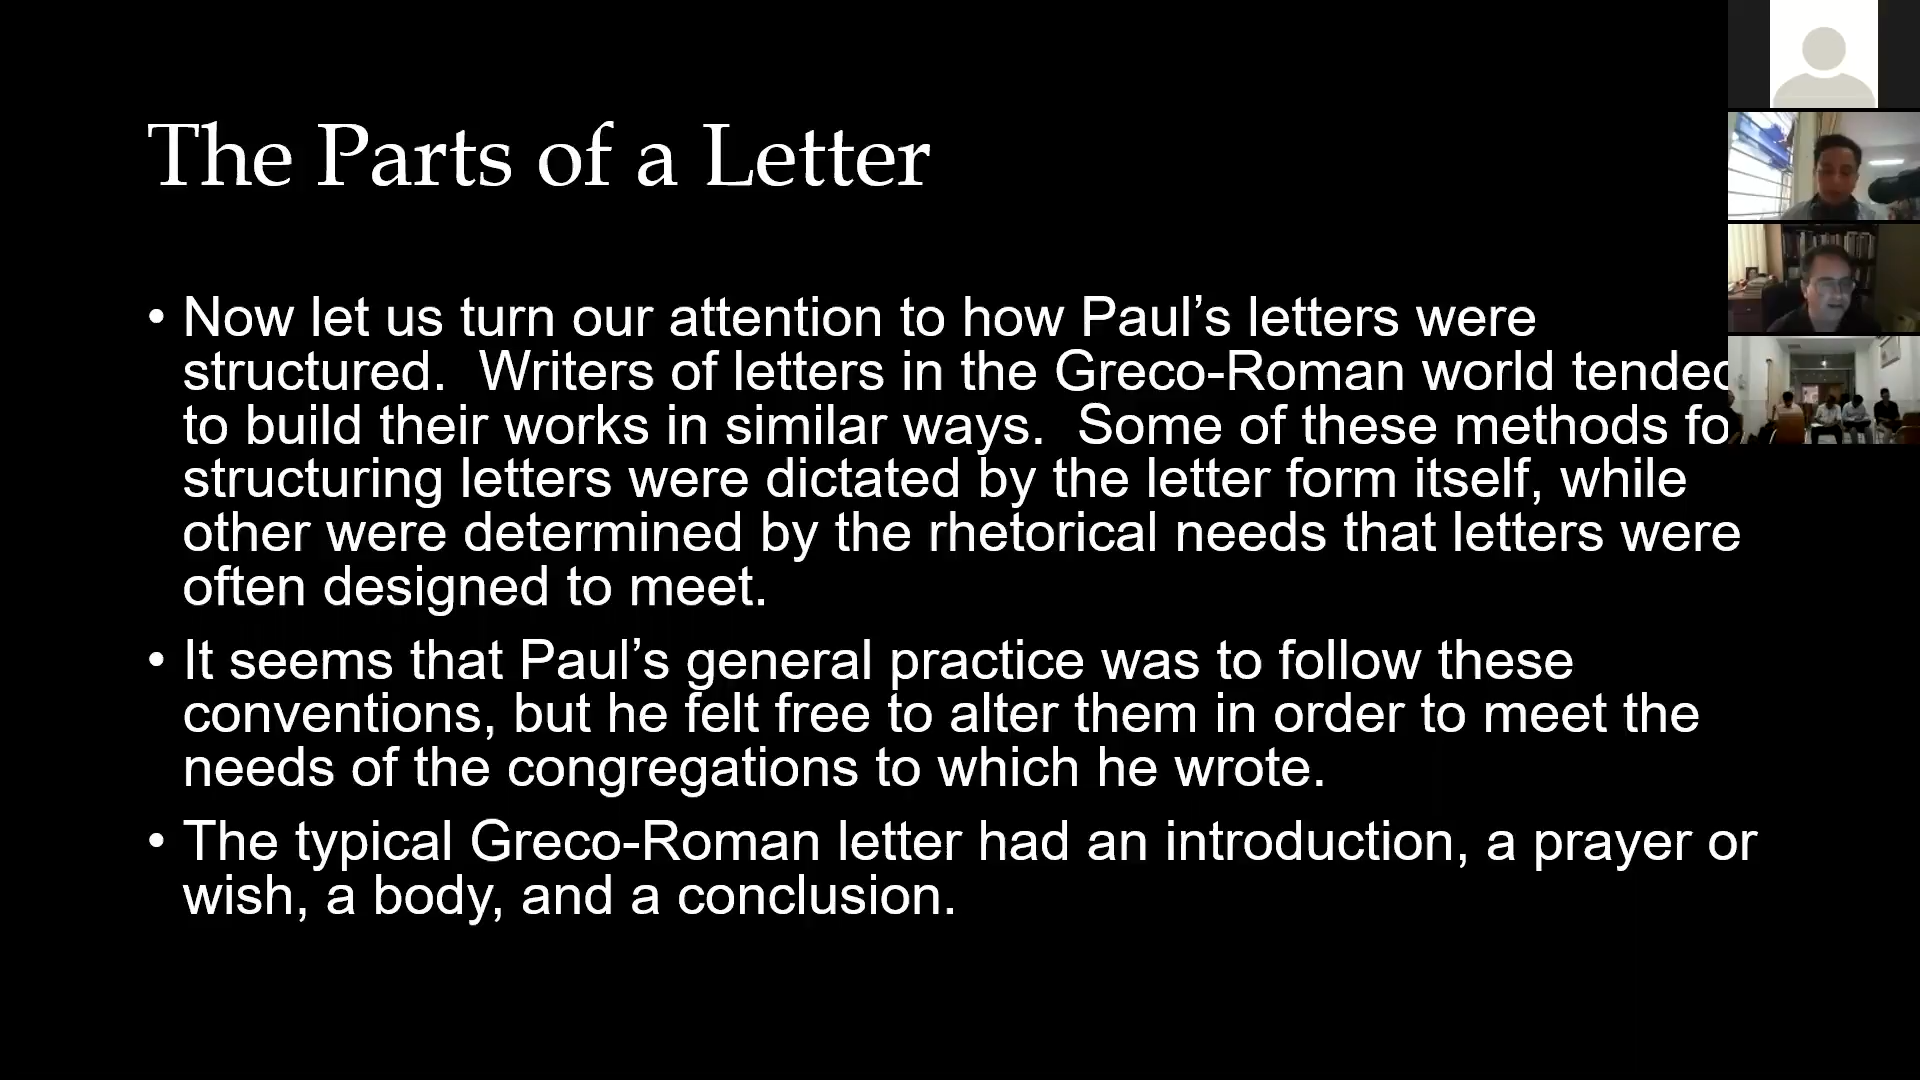 The Parts of a Letter
• Now let us turn our attention to how Paul’s letters were
structured.  Writers of letters in the Greco-Roman world tended
to build their works in similar ways.  Some of these methods fo
structuring letters were dictated by the letter form itself, while
other were determined by the rhetorical needs that letters were
often designed to meet.
• It seems that Paul’s general practice was to follow these
conventions, but he felt free to alter them in order to meet the
needs of the congregations to which he wrote.
• The typical Greco-Roman letter had an introduction, a prayer or
wish, a body, and a conclusion.